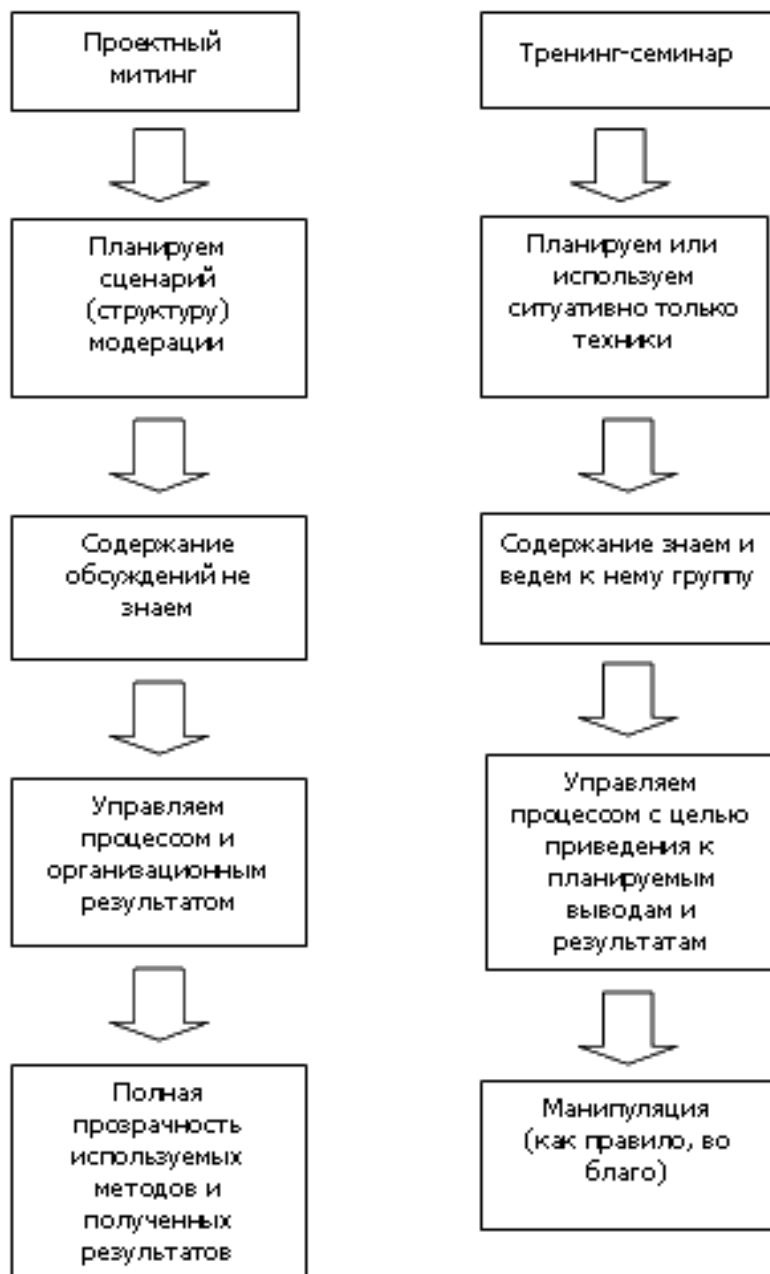 Проектный
митинг
Планируем
сценарий
(структуру)
модерации
Содержание
обсуждений не
знаем
Управляем
процессом и
организационным
результатом
Полная
прозрачность
используемых
методов и
полученных
результатов
Тренинг-семинар
Планируем или
используем
ситуативно только
техники
Содержание знаем и
ведем к нему группу
Управляем
процессом с целью
приведения к
планируемым
выводам и
результатам
Манипуляция
(как правило, во
благо)